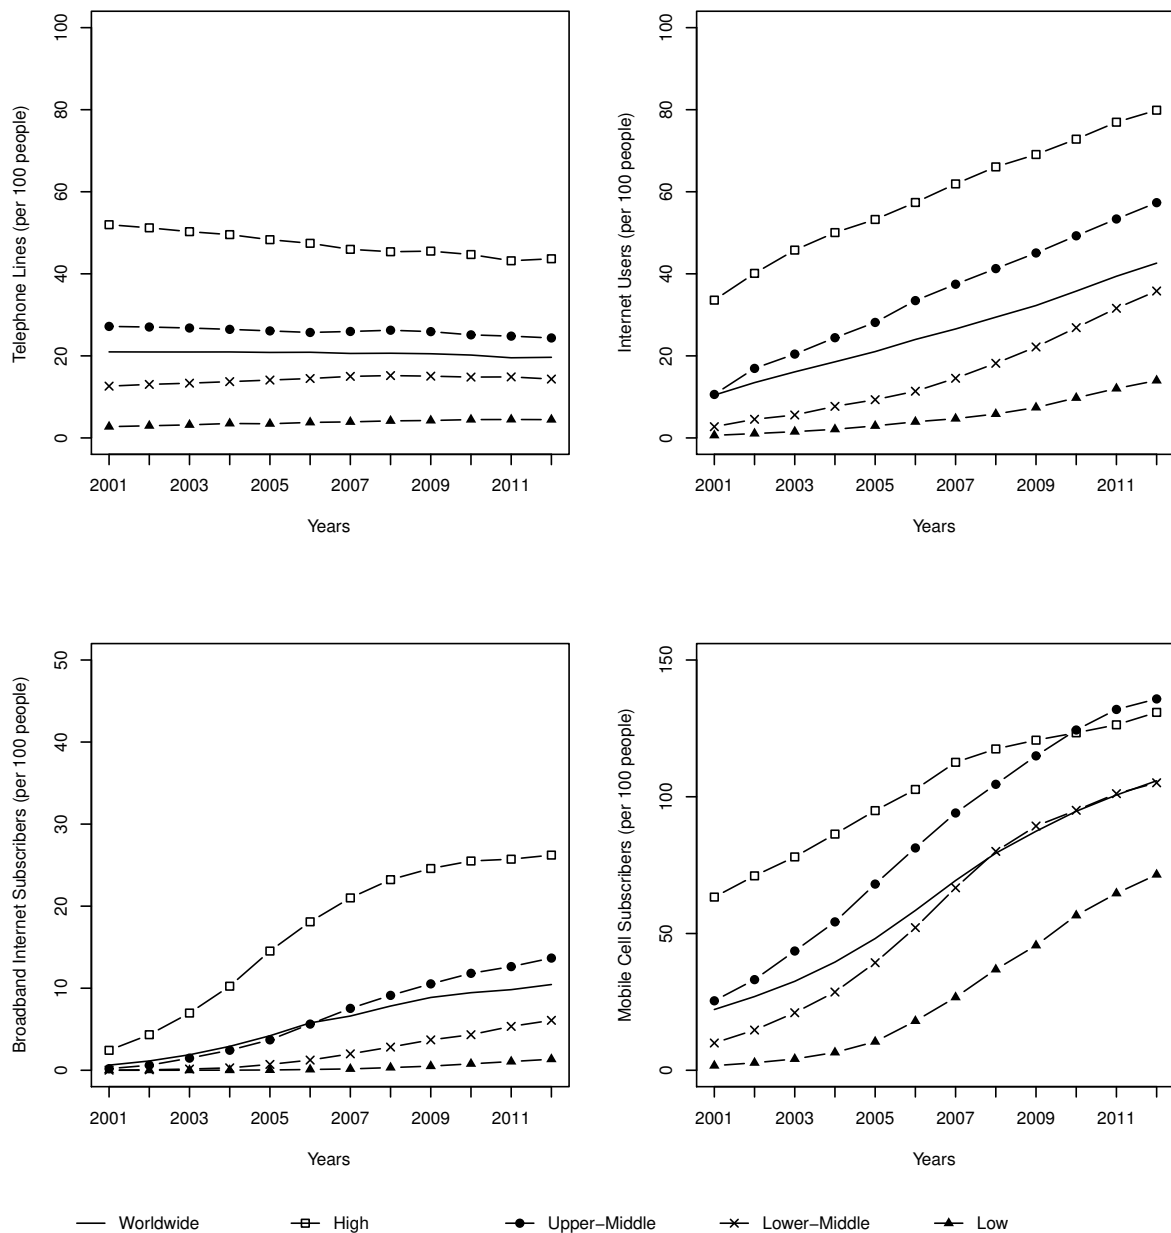 Telephone Lines (per 100 people)
0 20 40 60 80 100
2001 2003 2005 2007 2009 2011
Years
Internet Users (per 100 people)
0 20 40 60 80 100
2001 2003 2005 2007 2009 2011
Years
Broadband Internet Subscribers (per 100 people)
0 10 20 30 40 50
2001 2003 2005 2007 2009 2011
Years
Mobile Cell Subscribers (per 100 people)
0 50 100 150
2001 2003 2005 2007 2009 2011
Years
Worldwide High Upper−Middle Lower−Middle Low